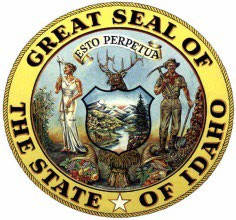 GREAT SEAL OF
THE STATE OF IDAHO
ESTO PERPETUA